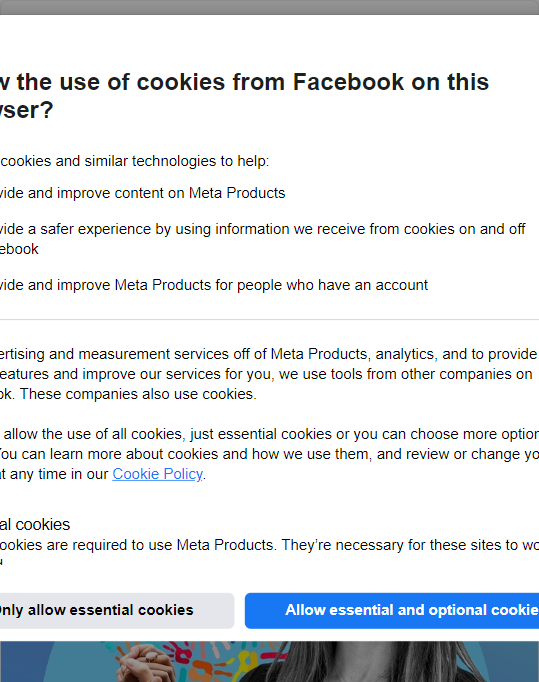 w the use of cookies from Facebook on this
wser?
cookies and similar technologies to help:
vide and improve content on Meta Products
vide a safer experience by using information we receive from cookies on and off
ebook
vide and improve Meta Products for people who have an account
ertising and measurement services off of Meta Products, analytics, and to provide
features and improve our services for you, we use tools from other companies on
ok. These companies also use cookies.
allow the use of all cookies, just essential cookies or you can choose more option
You can learn more about cookies and how we use them, and review or change yo
at any time in our Cookie Policy.
al cookies
ookies are required to use Meta Products. They’re necessary for these sites to wo
Only allow essential cookies
Allow essential and optional cookie